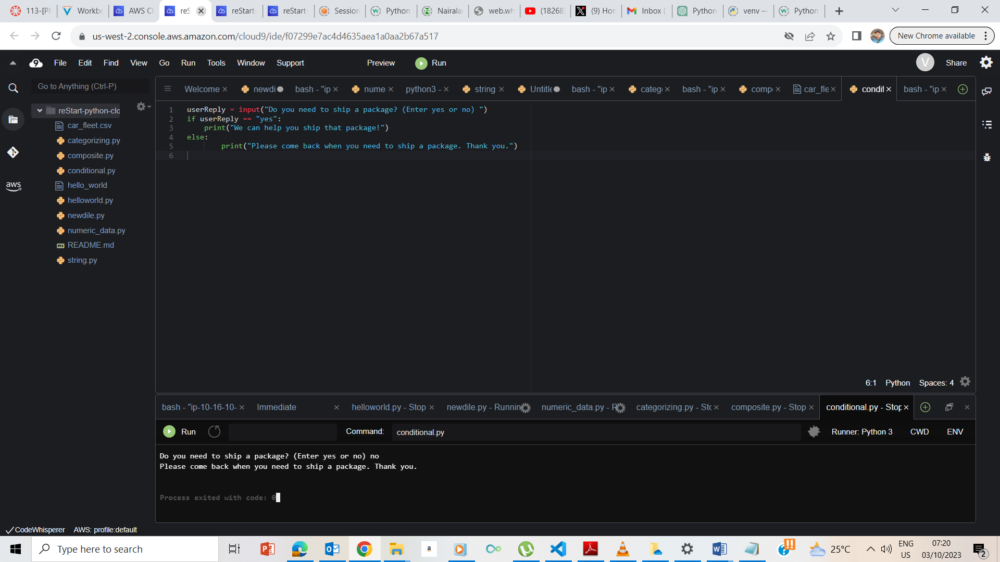 113-[PF
Workbe
AWS Cl
reS
reStart-
reStart-
Session
Python
Nairalar
web.wh
(18268)
(9) Hom
Inbox (
Python
venv —
Python
us-west-2.console.aws.amazon.com/cloud9/ide/f07299e7ac4d4635aea1a0aa2b67a517
New Chrome available
File Edit Find View Go Run Tools Window Support Preview Run
V Share
Go to Anything (Ctrl-P)
Welcome newdi bash - "ip nume python3 - string Untitle bash - "ip categ bash - "ip comp car_fle condit bash - "ip
reStart-python-clo
car_fleet.csv
categorizing.py
composite.py
conditional.py
hello_world
helloworld.py
newdile.py
numeric_data.py
README.md
string.py
aws
1 userReply = input("Do you need to ship a package? (Enter yes or no) ")
2 if userReply == "yes":
3 print("We can help you ship that package!")
4 else:
5 print("Please come back when you need to ship a package. Thank you.")
6
6:1 Python Spaces: 4
bash - "ip-10-16-10- Immediate helloworld.py - Stop newdile.py - Runnin numeric_data.py - R categorizing.py - Sto composite.py - Stop conditional.py - Stop
Run Command: conditional.py Runner: Python 3 CWD ENV
Do you need to ship a package? (Enter yes or no) no
Please come back when you need to ship a package. Thank you.
Process exited with code: 0
CodeWhisperer AWS: profile:default
Type here to search
25°C
ENG
US
07:20
03/10/2023
2